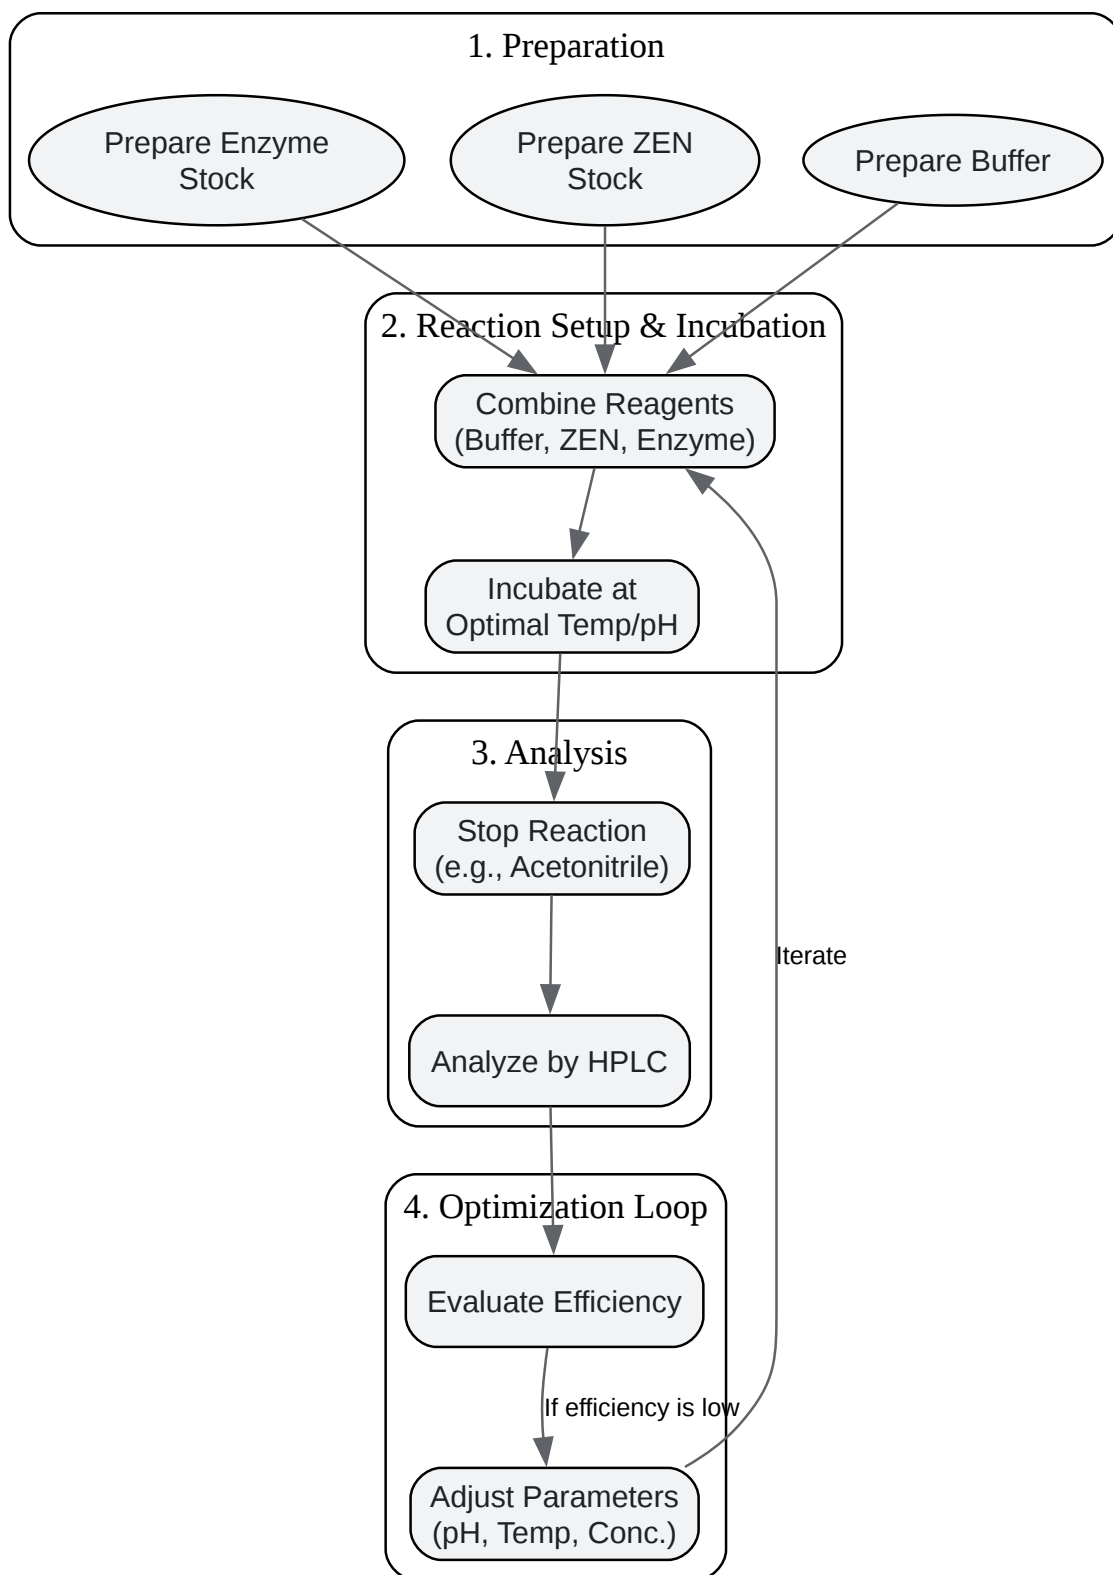 1. Preparation
Prepare Enzyme
Stock
Prepare ZEN
Stock
Prepare Buffer
2. Reaction Setup & Incubation
Combine Reagents
(Buffer, ZEN, Enzyme)
Incubate at
Optimal Temp/pH
3. Analysis
Stop Reaction
(e.g., Acetonitrile)
Iterate
Analyze by HPLC
4. Optimization Loop
Evaluate Efficiency
If efficiency is low
Adjust Parameters
(pH, Temp, Conc.)